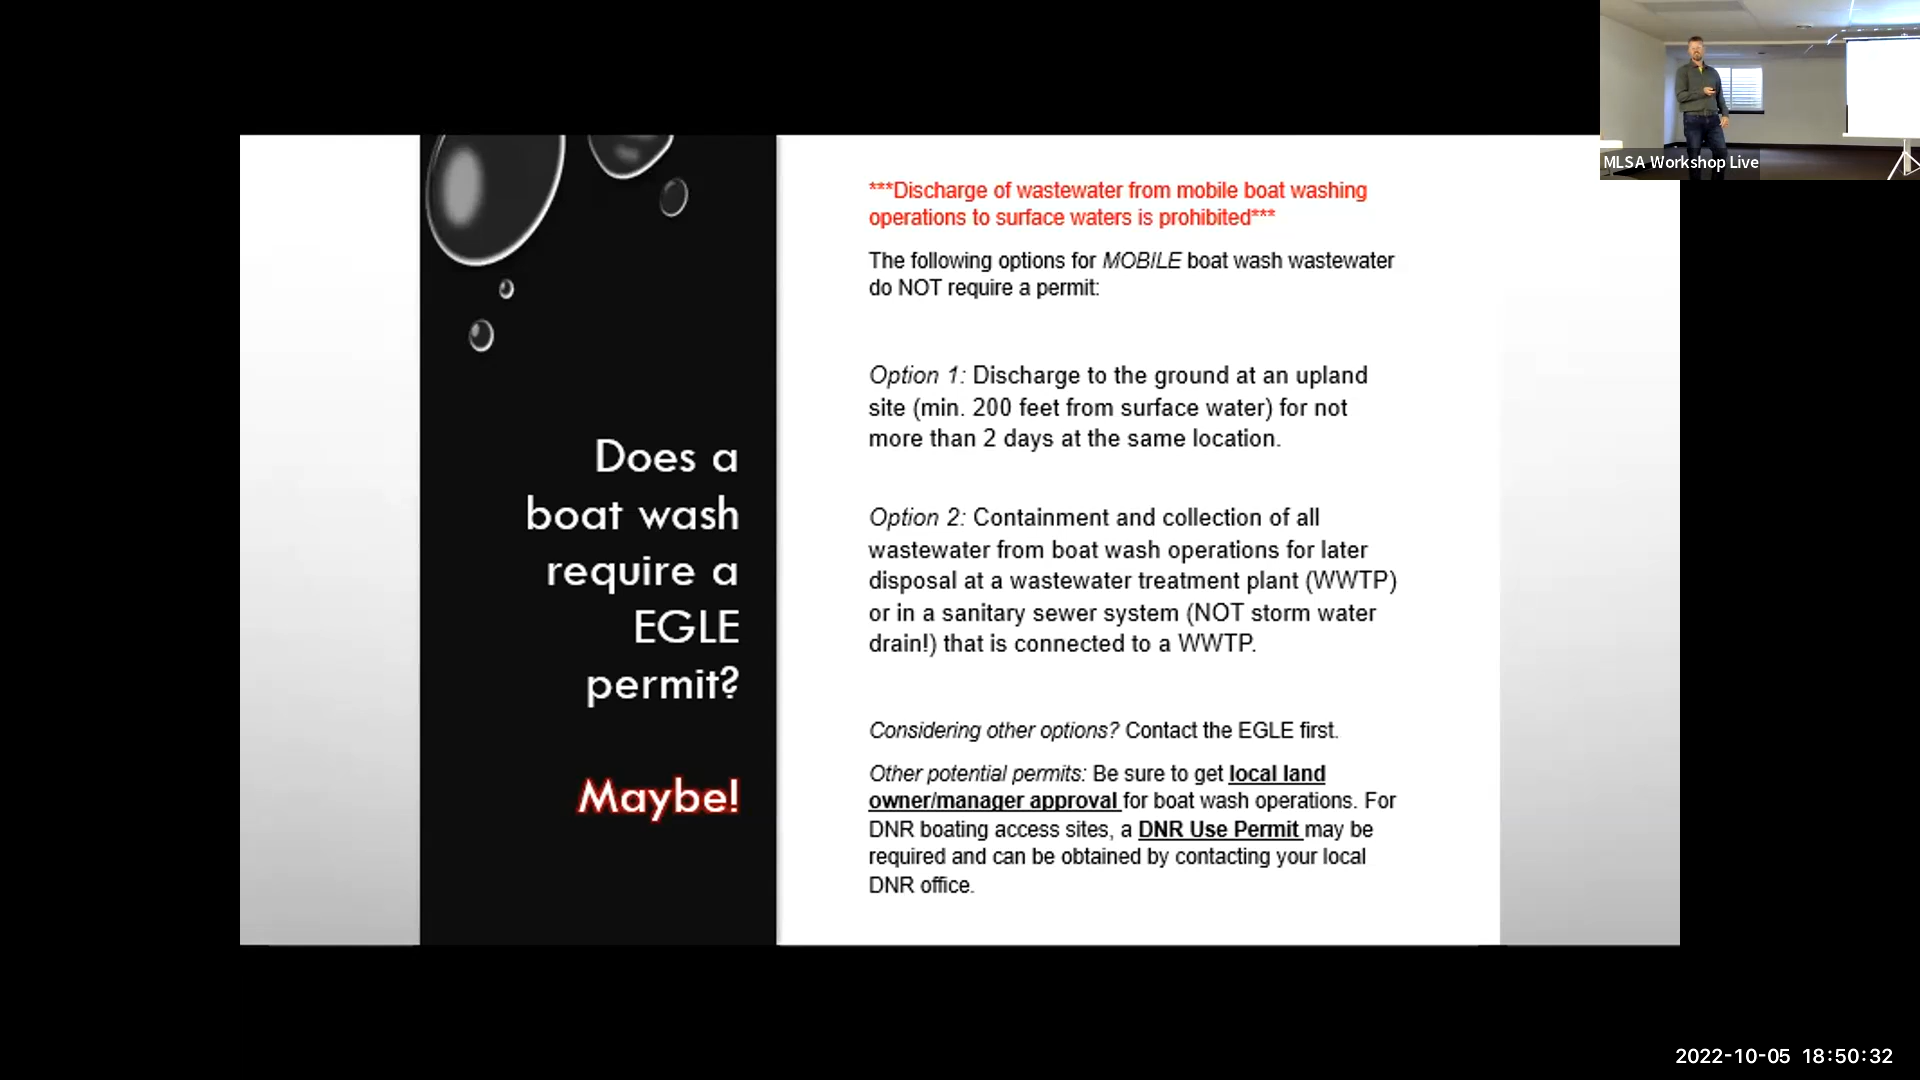 MLSA Workshop Live
Does a
boat wash
require a
EGLE
permit?
Maybe!
***Discharge of wastewater from mobile boat washing
operations to surface waters is prohibited***
The following options for MOBILE boat wash wastewater
do NOT require a permit:
Option 1: Discharge to the ground at an upland
site (min. 200 feet from surface water) for not
more than 2 days at the same location.
Option 2: Containment and collection of all
wastewater from boat wash operations for later
disposal at a wastewater treatment plant (WWTP)
or in a sanitary sewer system (NOT storm water
drain!) that is connected to a WWTP.
Considering other options? Contact the EGLE first.
Other potential permits: Be sure to get local land
owner/manager approval for boat wash operations. For
DNR boating access sites, a DNR Use Permit may be
required and can be obtained by contacting your local
DNR office.
2022-10-05 18:50:32